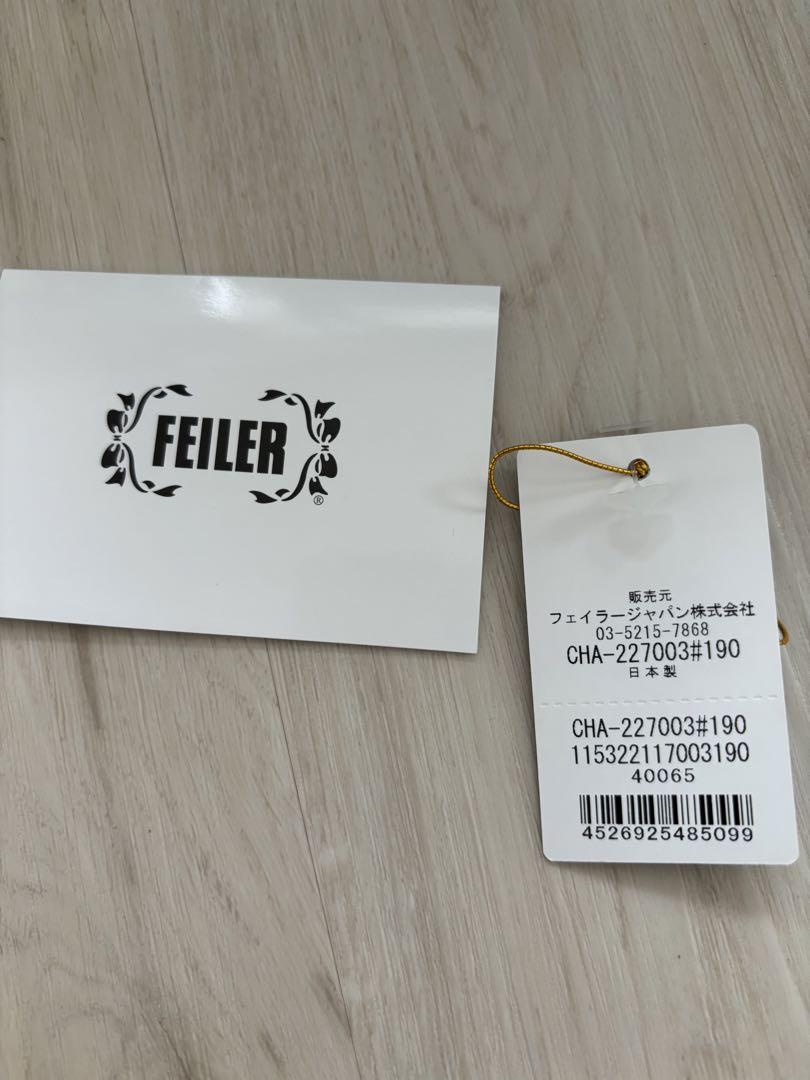 FEILER
®
販売元
フェイラージャパン株式会社
03-5215-7868
CHA-227003#190
日本製
CHA-227003#190
115322117003190
40065
4526925485099